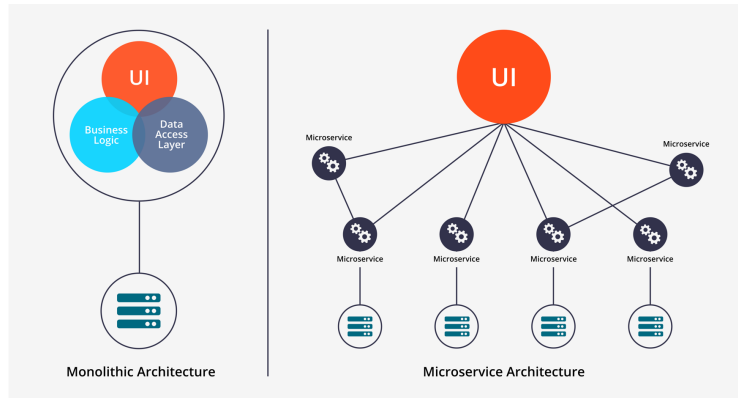 UI
Business
Logic
Data
Access
Layer
Monolithic Architecture
UI
Microservice
Microservice
Microservice
Microservice
Microservice
Microservice
Microservice Architecture